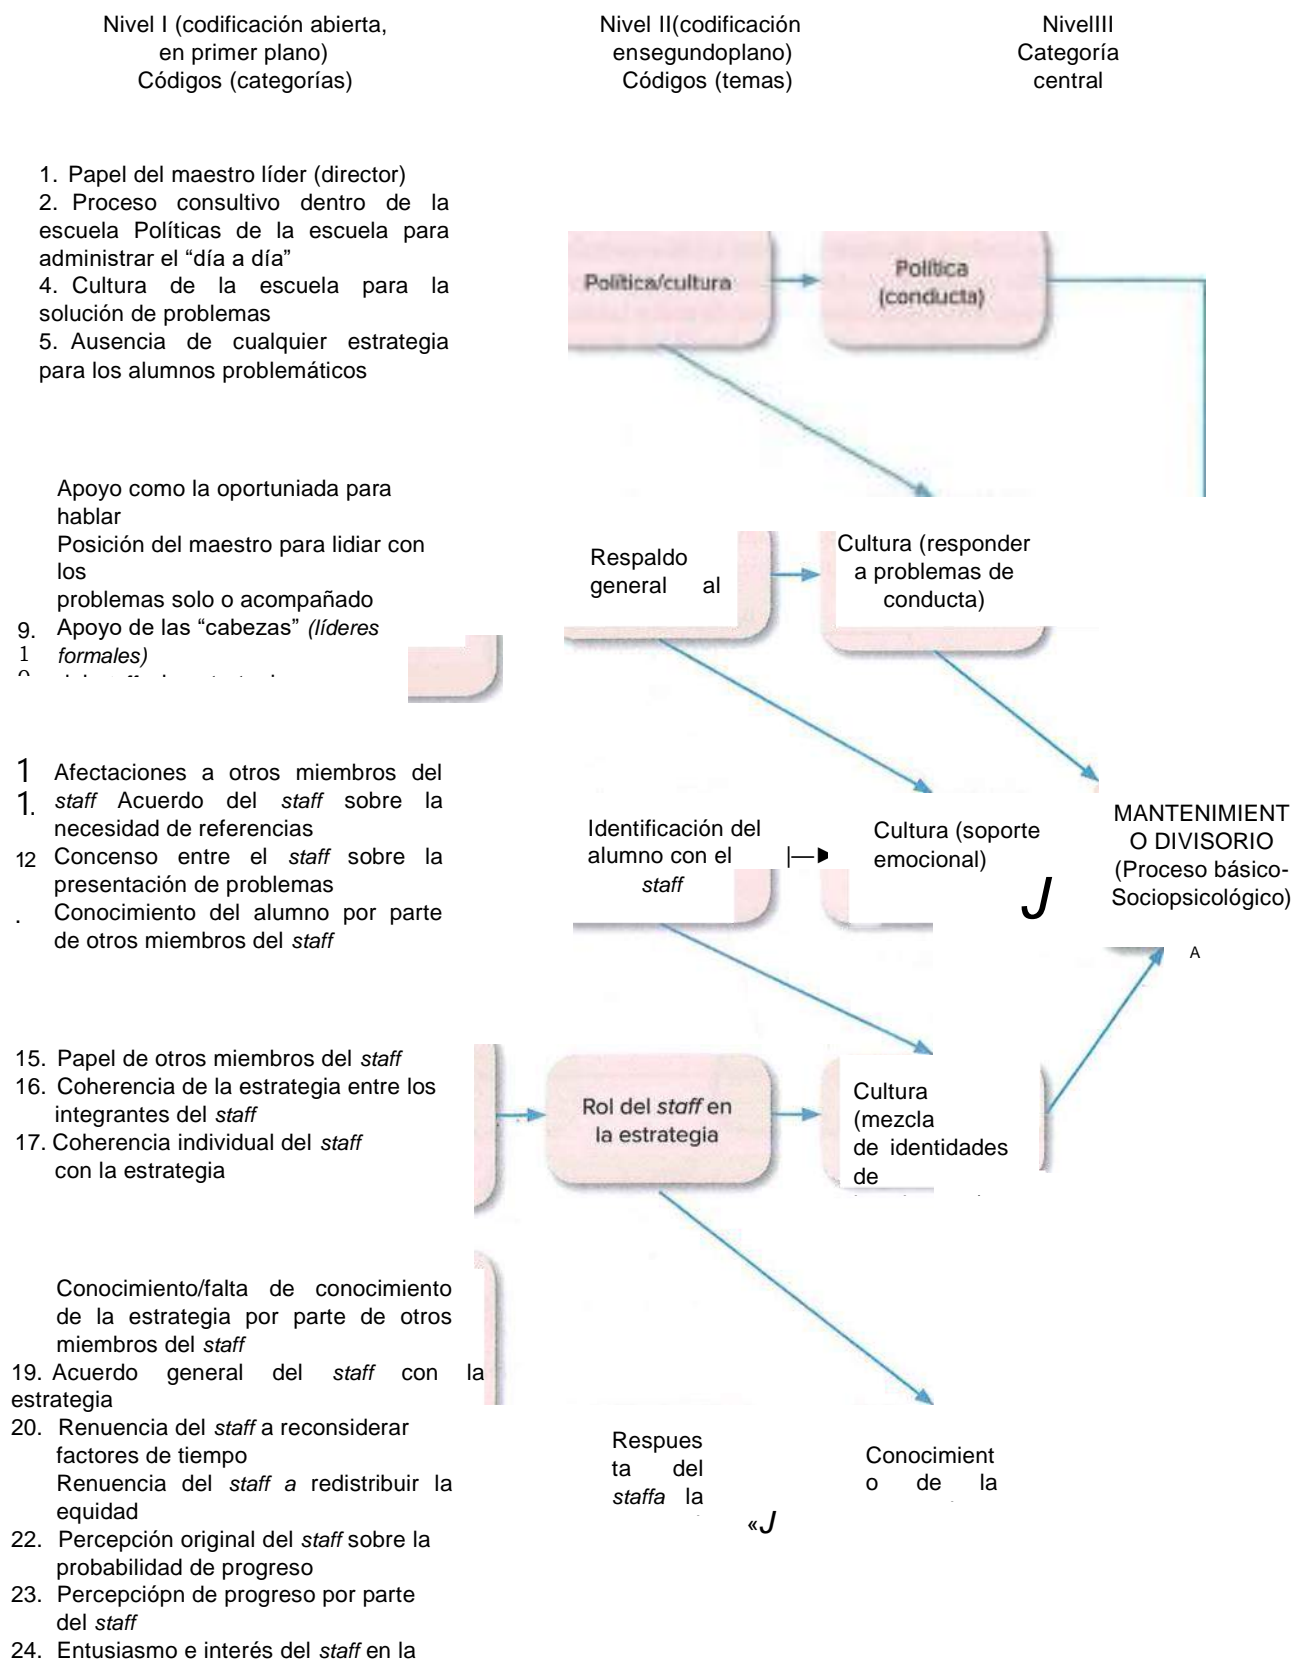 Nivel I (codificación abierta,
en primer plano)
Códigos (categorías)
Nivel II(codificación
ensegundoplano)
Códigos (temas)
NivelIII
Categoría
central
1. Papel del maestro líder (director)
2. Proceso consultivo dentro de la
escuela Políticas de la escuela para
administrar el “día a día”
4. Cultura de la escuela para la
solución de problemas
5. Ausencia de cualquier estrategia
para los alumnos problemáticos
Política/cultura
Política
(conducta)
Apoyo como la oportuniada para
hablar
Posición del maestro para lidiar con
los
problemas solo o acompañado
9. Apoyo de las “cabezas” (líderes
1 formales)
Respaldo
general al
Cultura (responder
a problemas de
conducta)
1 Afectaciones a otros miembros del
1. staff Acuerdo del staff sobre la
necesidad de referencias
12 Concenso entre el staff sobre la
presentación de problemas
. Conocimiento del alumno por parte
de otros miembros del staff
Identificación del
alumno con el
staff
Cultura (soporte
emocional)
J
MANTENIMIENT
O DIVISORIO
(Proceso básico-
Sociopsicológico)
A
15. Papel de otros miembros del staff
16. Coherencia de la estrategia entre los
integrantes del staff
17. Coherencia individual del staff
con la estrategia
Rol del staff en
la estrategia
Cultura
(mezcla
de identidades
de
Conocimiento/falta de conocimiento
de la estrategia por parte de otros
miembros del staff
19. Acuerdo general del staff con la
estrategia
20. Renuencia del staff a reconsiderar
factores de tiempo
Renuencia del staff a redistribuir la
equidad
22. Percepción original del staff sobre la
probabilidad de progreso
23. Percepciópn de progreso por parte
del staff
24. Entusiasmo e interés del staff en la
Respues
ta del
staffa la
«J
Conocimient
o de la